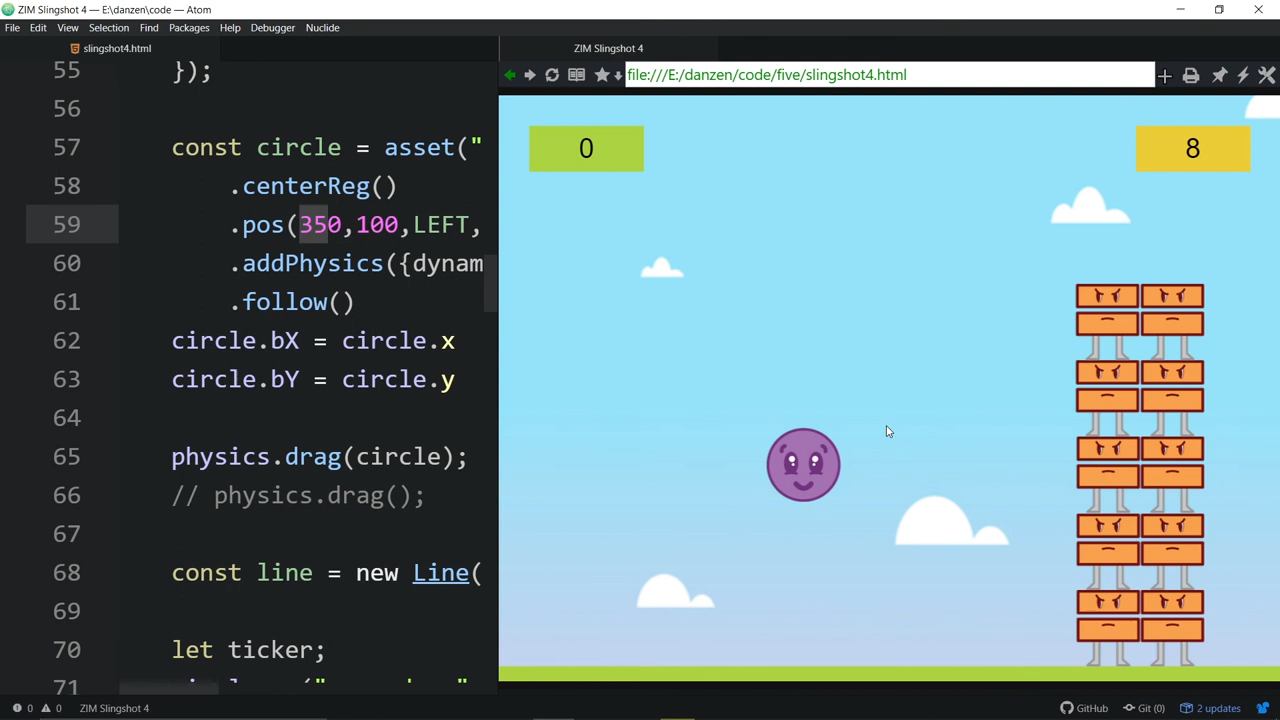 ZIM Slingshot 4 — E:\danzen\code — Atom
File Edit View Selection Find Packages Help Debugger Nuclide
slingshot4.html
ZIM Slingshot 4
file:///E:/danzen/code/five/slingshot4.html
55 });
56
57 const circle = asset("
58 .centerReg()
59 .pos(350,100,LEFT,
60 .addPhysics({dynam
61 .follow()
62 circle.bX = circle.x
63 circle.bY = circle.y
64
65 physics.drag(circle);
66 // physics.drag();
67
68 const line = new Line(
69
70 let ticker;
71
0
8
0 0 ZIM Slingshot 4
GitHub Git (0) 2 updates